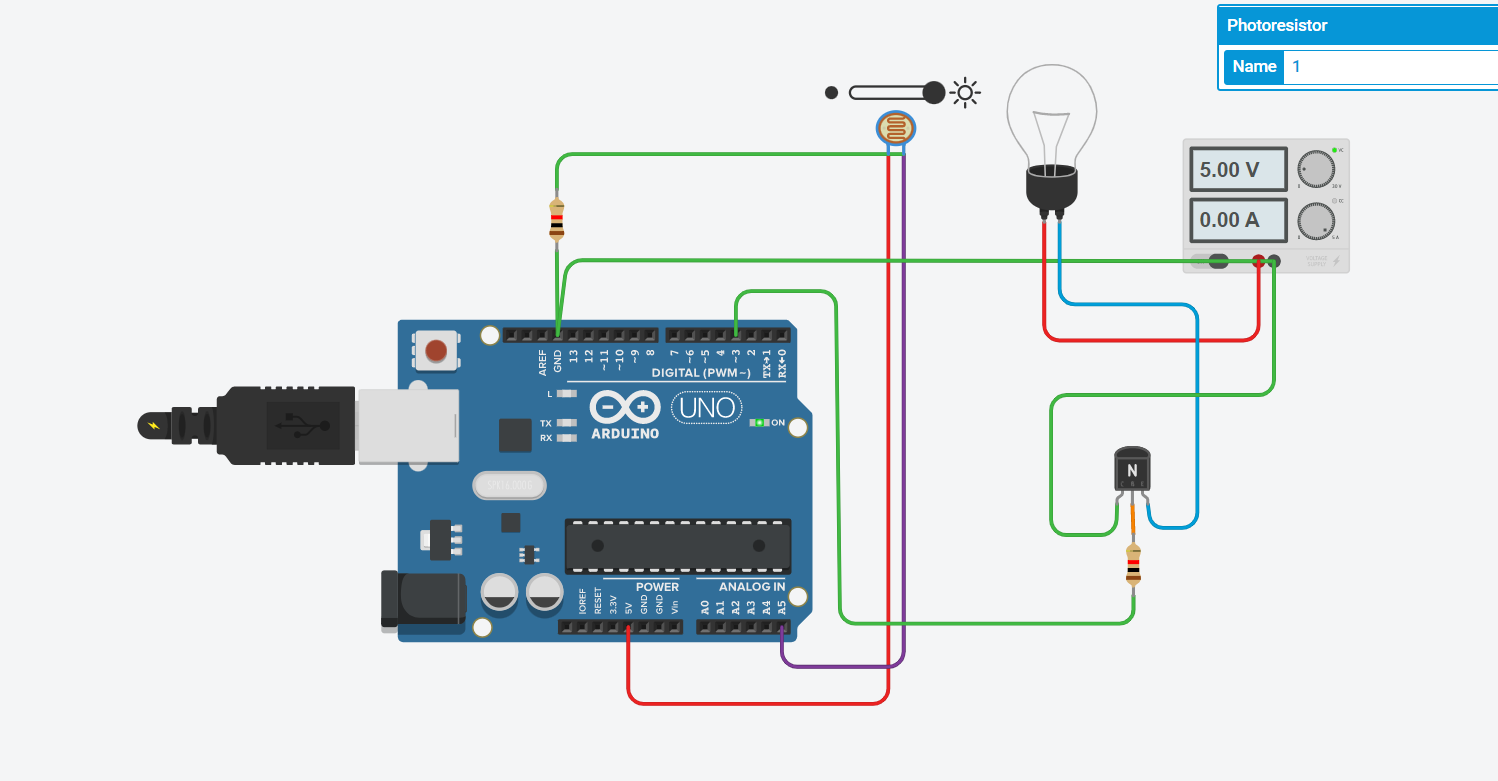 Photoresistor
Name 1
5.00 V
0.00 A
AREF
GND
13
12
~11
~10
~9
8
7
~6
~5
4
~3
2
TX→1
RX←0
DIGITAL (PWM ~)
L
TX
RX
ARDUINO
UNO
ON
N
C B E
POWER
ANALOG IN
IOREF
RESET
3.3V
5V
GND
GND
Vin
A0
A1
A2
A3
A4
A5